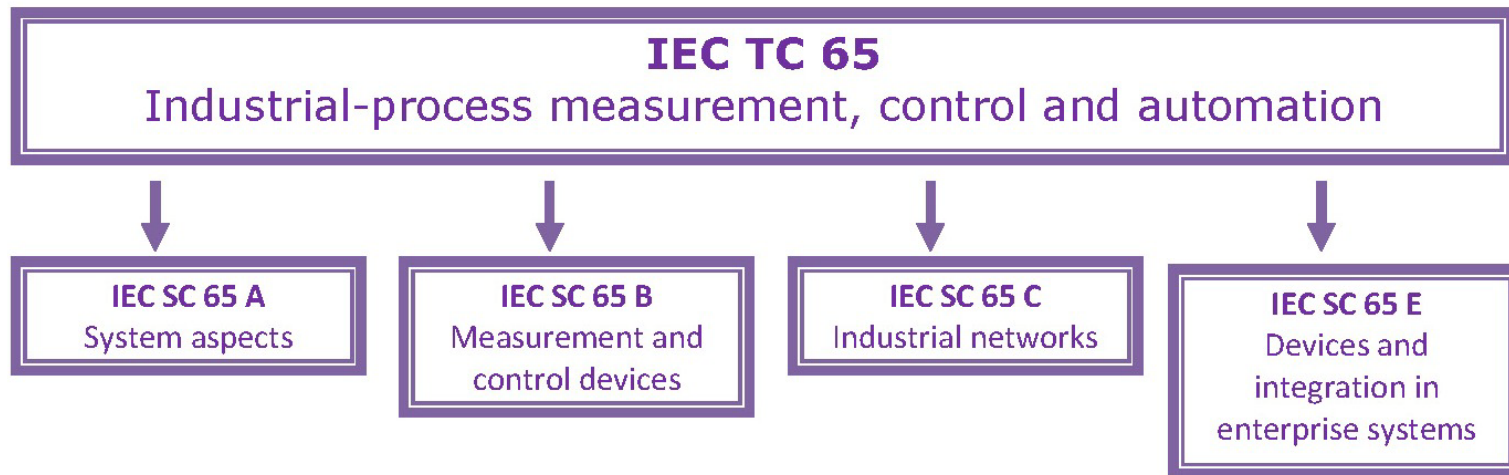 IEC TC 65
Industrial-process measurement, control and automation
IEC SC 65 A
System aspects
IEC SC 65 B
Measurement and
control devices
IEC SC 65 C
Industrial networks
IEC SC 65 E
Devices and
integration in
enterprise systems